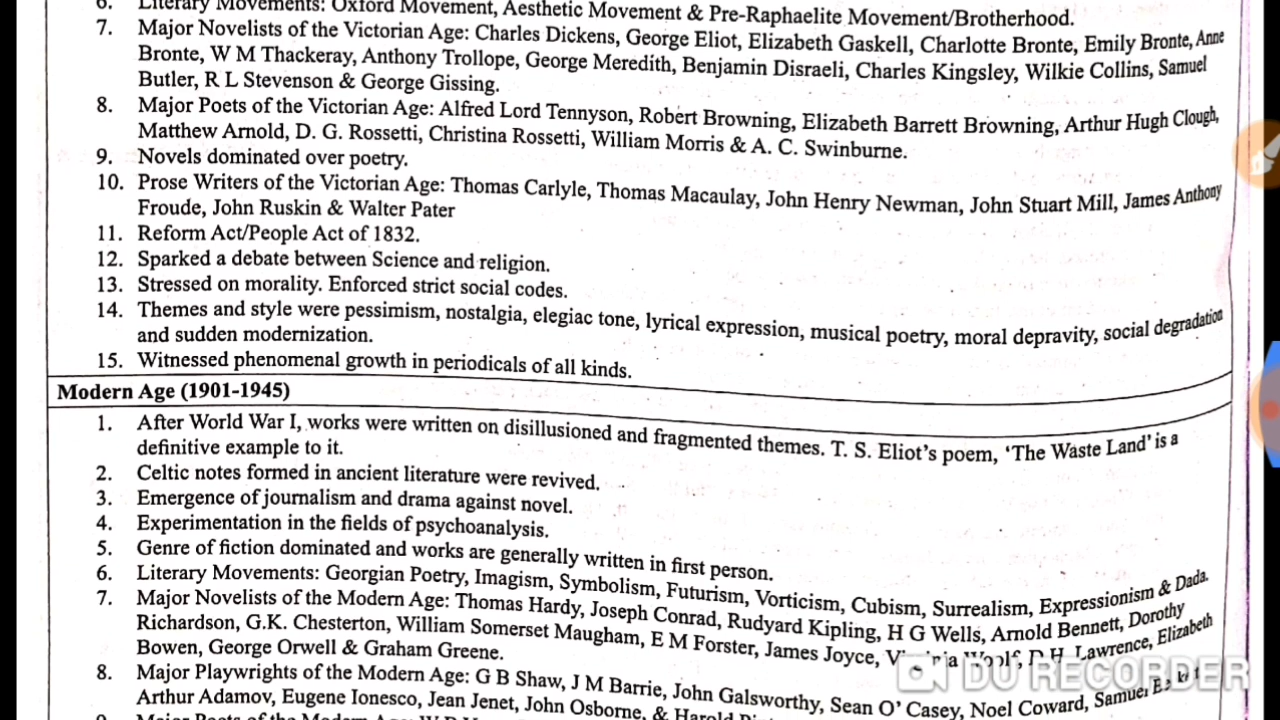 6. Literary Movements: Oxford Movement, Aesthetic Movement & Pre-Raphaelite Movement/Brotherhood.
7. Major Novelists of the Victorian Age: Charles Dickens, George Eliot, Elizabeth Gaskell, Charlotte Bronte, Emily Bronte, Anne
Bronte, W M Thackeray, Anthony Trollope, George Meredith, Benjamin Disraeli, Charles Kingsley, Wilkie Collins, Samuel
Butler, R L Stevenson & George Gissing.
8. Major Poets of the Victorian Age: Alfred Lord Tennyson, Robert Browning, Elizabeth Barrett Browning, Arthur Hugh Clough,
Matthew Arnold, D. G. Rossetti, Christina Rossetti, William Morris & A. C. Swinburne.
9. Novels dominated over poetry.
10. Prose Writers of the Victorian Age: Thomas Carlyle, Thomas Macaulay, John Henry Newman, John Stuart Mill, James Anthony
Froude, John Ruskin & Walter Pater
11. Reform Act/People Act of 1832.
12. Sparked a debate between Science and religion.
13. Stressed on morality. Enforced strict social codes.
14. Themes and style were pessimism, nostalgia, elegiac tone, lyrical expression, musical poetry, moral depravity, social degradation
and sudden modernization.
15. Witnessed phenomenal growth in periodicals of all kinds.
Modern Age (1901-1945)
1. After World War I, works were written on disillusioned and fragmented themes. T. S. Eliot's poem, 'The Waste Land' is a
definitive example to it.
2. Celtic notes formed in ancient literature were revived.
3. Emergence of journalism and drama against novel.
4. Experimentation in the fields of psychoanalysis.
5. Genre of fiction dominated and works are generally written in first person.
6. Literary Movements: Georgian Poetry, Imagism, Symbolism, Futurism, Vorticism, Cubism, Surrealism, Expressionism & Dada.
7. Major Novelists of the Modern Age: Thomas Hardy, Joseph Conrad, Rudyard Kipling, H G Wells, Arnold Bennett, Dorothy
Richardson, G.K. Chesterton, William Somerset Maugham, E M Forster, James Joyce, Virginia Woolf, D H Lawrence, Elizabeth
Bowen, George Orwell & Graham Greene.
8. Major Playwrights of the Modern Age: G B Shaw, J M Barrie, John Galsworthy, Sean O' Casey, Noel Coward, Samuel
Arthur Adamov, Eugene Ionesco, Jean Jenet, John Osborne, & Harold
DU RECORDER